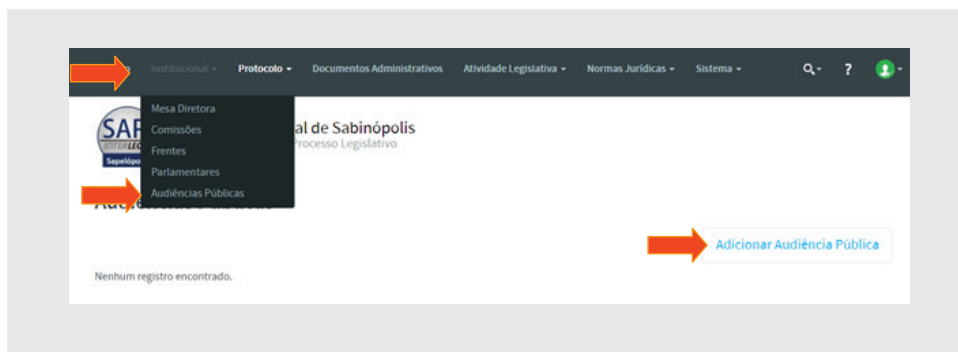 Institucional Protocolo Documentos Administrativos Atividade Legislativa Normas Jurídicas Sistema ?
Mesa Diretora
Comissões
Frentes
Parlamentares
Audiências Públicas
INTERLEG
al de Sabinópolis
Processo Legislativo
Nenhum registro encontrado.
Adicionar Audiência Pública